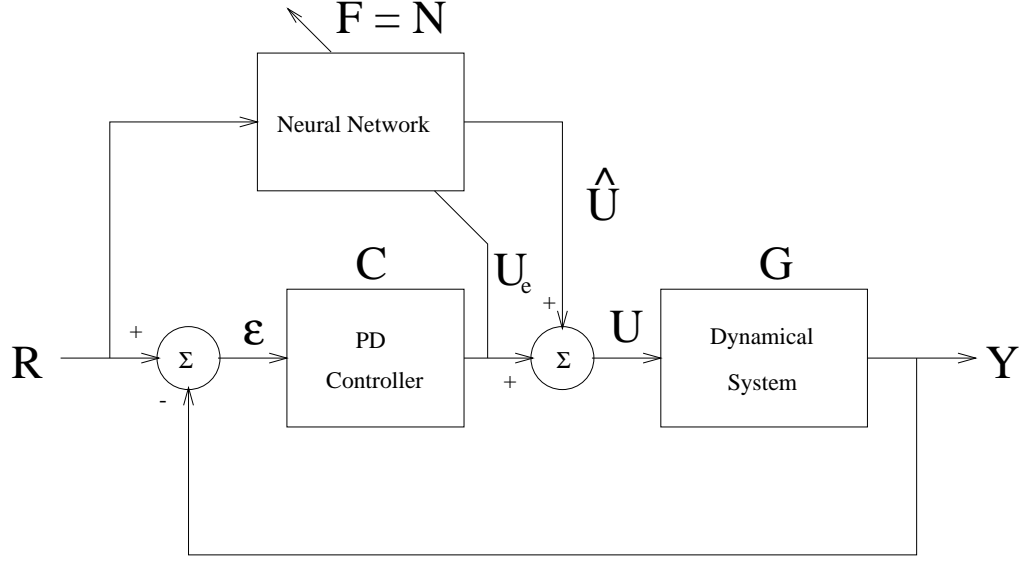 F = N
Neural Network
Û
C
U_e
G
+
R
+
Σ
ε
PD
Controller
+
Σ
U
Dynamical
System
Y
-